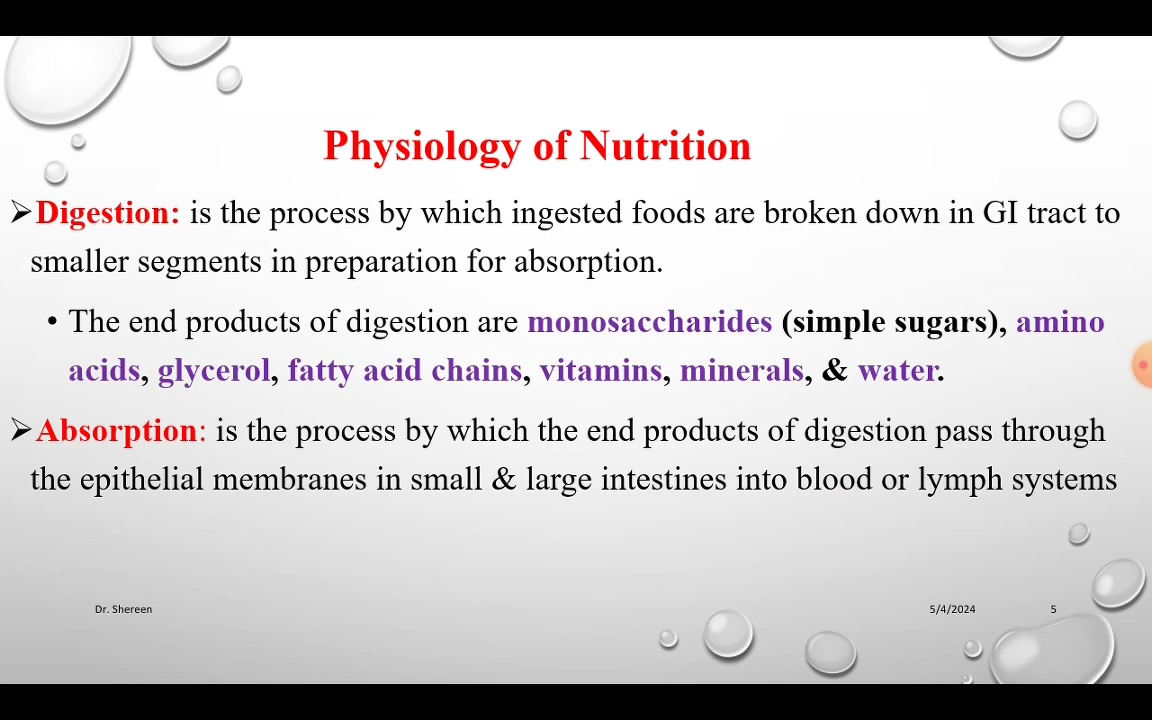 Physiology of Nutrition
➢Digestion: is the process by which ingested foods are broken down in GI tract to
smaller segments in preparation for absorption.
• The end products of digestion are monosaccharides (simple sugars), amino
acids, glycerol, fatty acid chains, vitamins, minerals, & water.
➢Absorption: is the process by which the end products of digestion pass through
the epithelial membranes in small & large intestines into blood or lymph systems
Dr. Shereen 5/4/2024 5